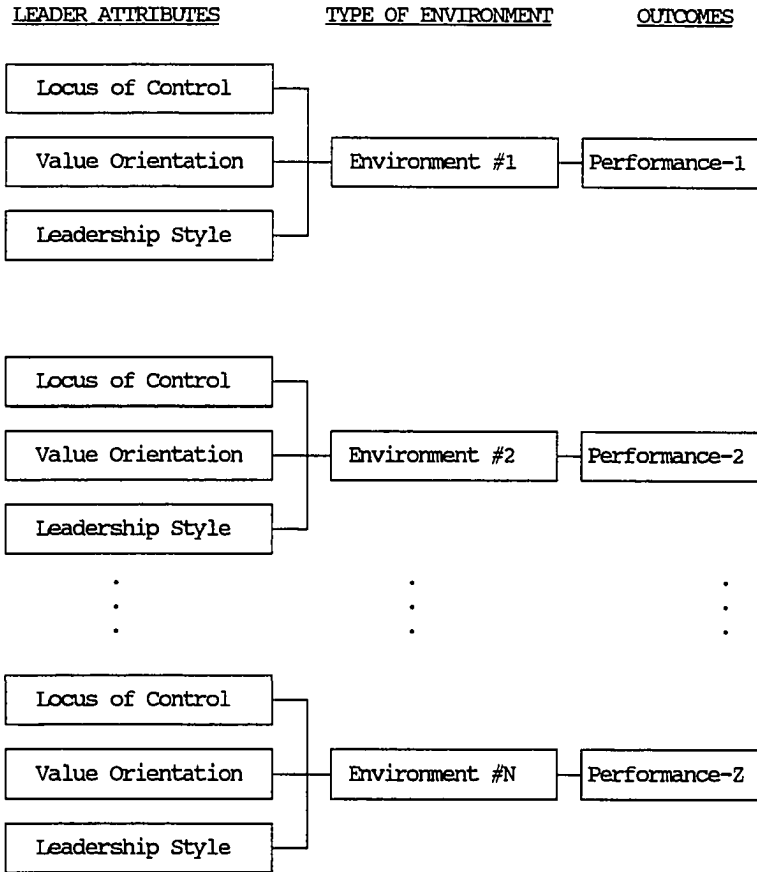 LEADER ATTRIBUTES TYPE OF ENVIRONMENT OUTCOMES
Locus of Control
Value Orientation Environment #1 Performance-1
Leadership Style
Locus of Control
Value Orientation Environment #2 Performance-2
Leadership Style
. . .
. . .
. . .
Locus of Control
Value Orientation Environment #N Performance-Z
Leadership Style